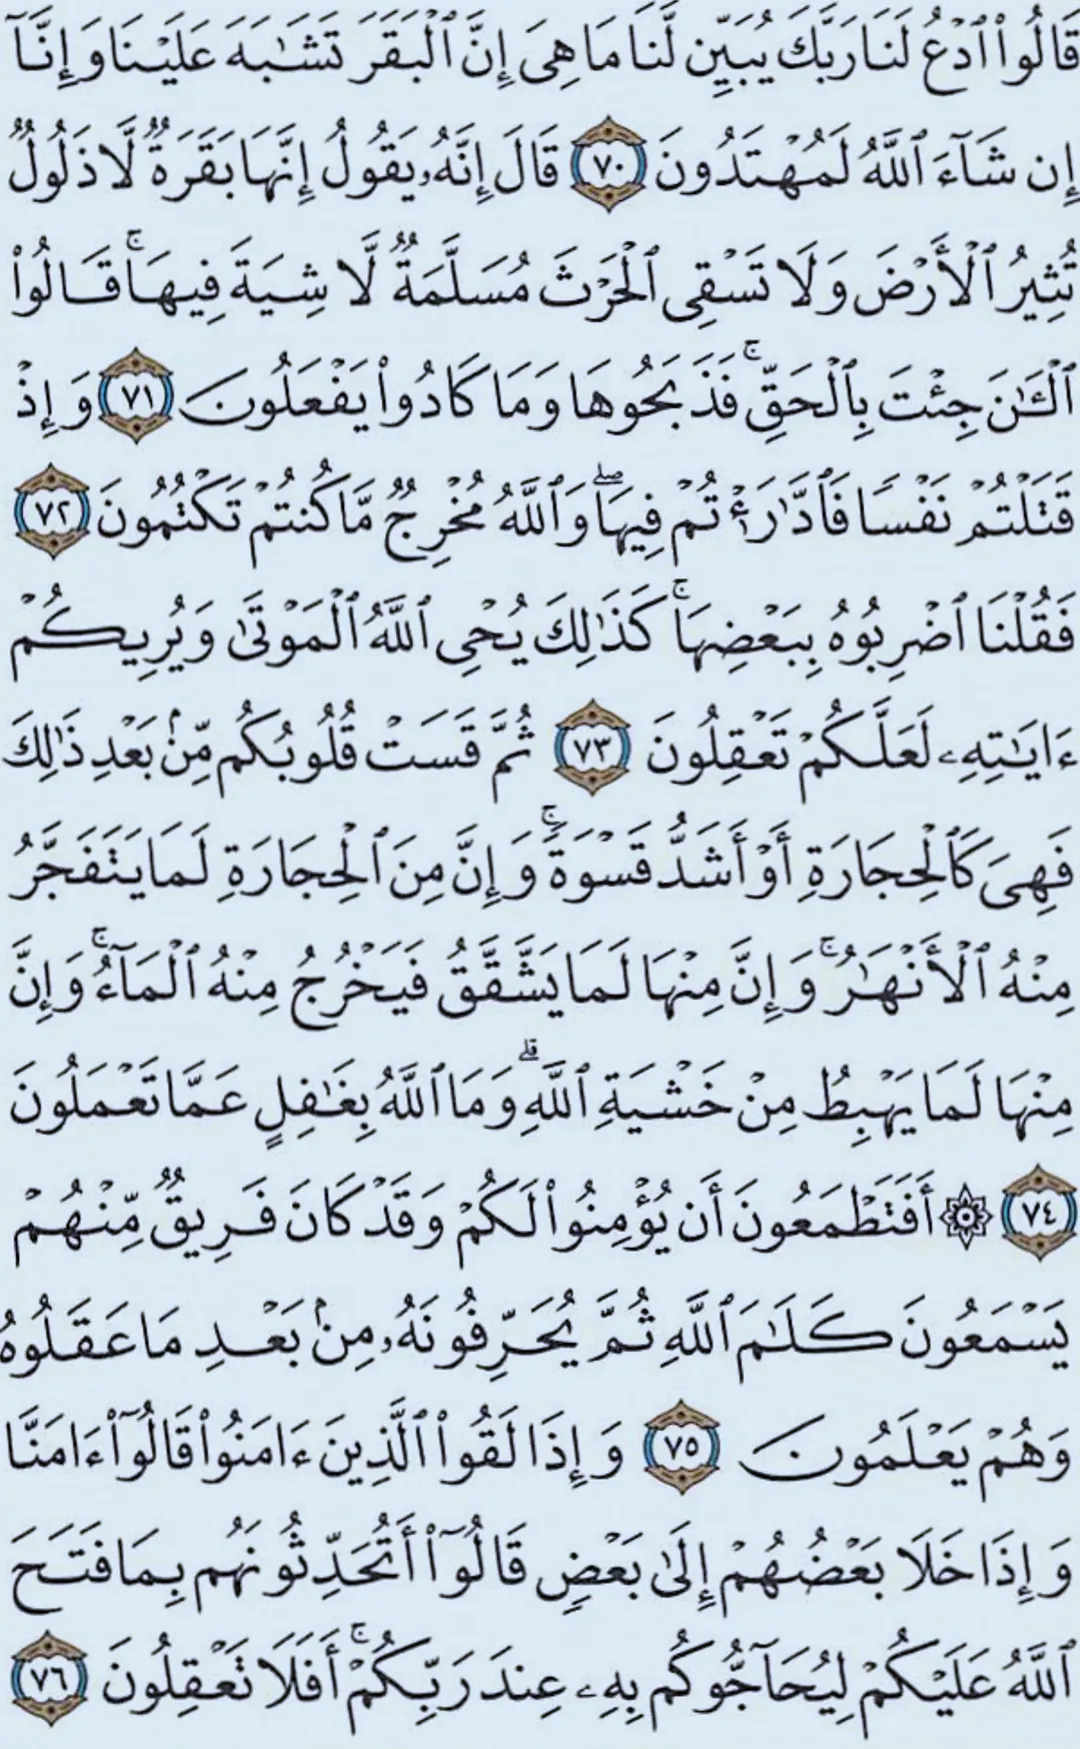 قَالُوا۟ ٱدْعُ لَنَا رَبَّكَ يُبَيِّن لَّنَا مَا هِىَ إِنَّ ٱلْبَقَرَ تَشَـٰبَهَ عَلَيْنَا وَإِنَّآ
إِن شَآءَ ٱللَّهُ لَمُهْتَدُونَ ٧٠ قَالَ إِنَّهُۥ يَقُولُ إِنَّهَا بَقَرَةٌ لَّا ذَلُولٌ
تُثِيرُ ٱلْأَرْضَ وَلَا تَسْقِى ٱلْحَرْثَ مُسَلَّمَةٌ لَّا شِيَةَ فِيهَا ۚ قَالُوا۟
ٱلْـَٔـٰنَ جِئْتَ بِٱلْحَقِّ ۚ فَذَبَحُوهَا وَمَا كَادُوا۟ يَفْعَلُونَ ٧١ وَإِذْ
قَتَلْتُمْ نَفْسًا فَٱدَّٰرَْٰٔتُمْ فِيهَا ۖ وَٱللَّهُ مُخْرِجٌ مَّا كُنتُمْ تَكْتُمُونَ ٧٢
فَقُلْنَا ٱضْرِبُوهُ بِبَعْضِهَا ۚ كَذَٰلِكَ يُحْىِ ٱللَّهُ ٱلْمَوْتَىٰ وَيُرِيكُمْ
ءَايَـٰتِهِۦ لَعَلَّكُمْ تَعْقِلُونَ ٧٣ ثُمَّ قَسَتْ قُلُوبُكُم مِّنۢ بَعْدِ ذَٰلِكَ
فَهِىَ كَٱلْحِجَارَةِ أَوْ أَشَدُّ قَسْوَةً ۚ وَإِنَّ مِنَ ٱلْحِجَارَةِ لَمَا يَتَفَجَّرُ
مِنْهُ ٱلْأَنْهَـٰرُ ۚ وَإِنَّ مِنْهَا لَمَا يَشَّقَّقُ فَيَخْرُجُ مِنْهُ ٱلْمَآءُ ۚ وَإِنَّ
مِنْهَا لَمَا يَهْبِطُ مِنْ خَشْيَةِ ٱللَّهِ ۗ وَمَا ٱللَّهُ بِغَـٰفِلٍ عَمَّا تَعْمَلُونَ
٧٤ ۞ أَفَتَطْمَعُونَ أَن يُؤْمِنُوا۟ لَكُمْ وَقَدْ كَانَ فَرِيقٌ مِّنْهُمْ
يَسْمَعُونَ كَلَـٰمَ ٱللَّهِ ثُمَّ يُحَرِّفُونَهُۥ مِنۢ بَعْدِ مَا عَقَلُوهُ
وَهُمْ يَعْلَمُونَ ٧٥ وَإِذَا لَقُوا۟ ٱلَّذِينَ ءَامَنُوا۟ قَالُوٓا۟ ءَامَنَّا
وَإِذَا خَلَا بَعْضُهُمْ إِلَىٰ بَعْضٍ قَالُوٓا۟ أَتُحَدِّثُونَهُم بِمَا فَتَحَ
ٱللَّهُ عَلَيْكُمْ لِيُحَآجُّوكُم بِهِۦ عِندَ رَبِّكُمْ ۚ أَفَلَا تَعْقِلُونَ ٧٦